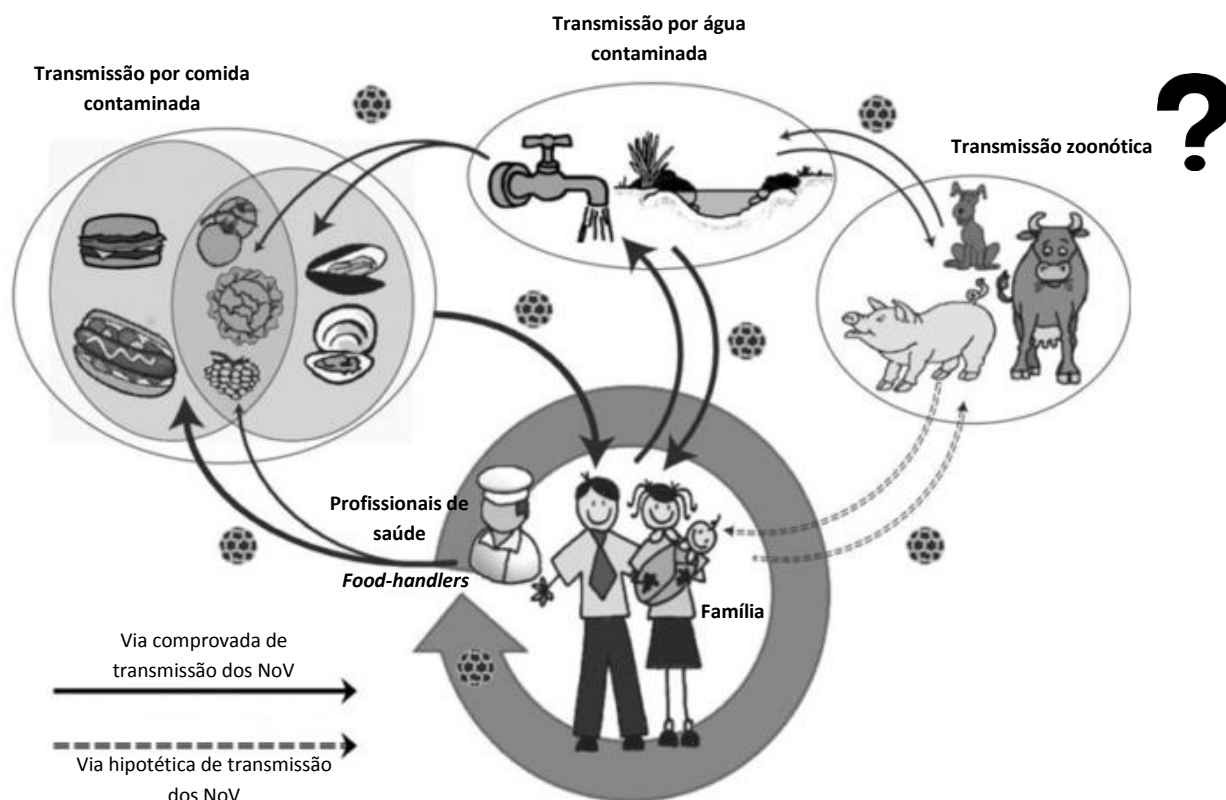 Transmissão por água
contaminada
Transmissão por comida
contaminada
?
Transmissão zoonótica
Profissionais de
saúde
Food-handlers
Família
Via comprovada de
transmissão dos NoV
Via hipotética de transmissão
dos NoV